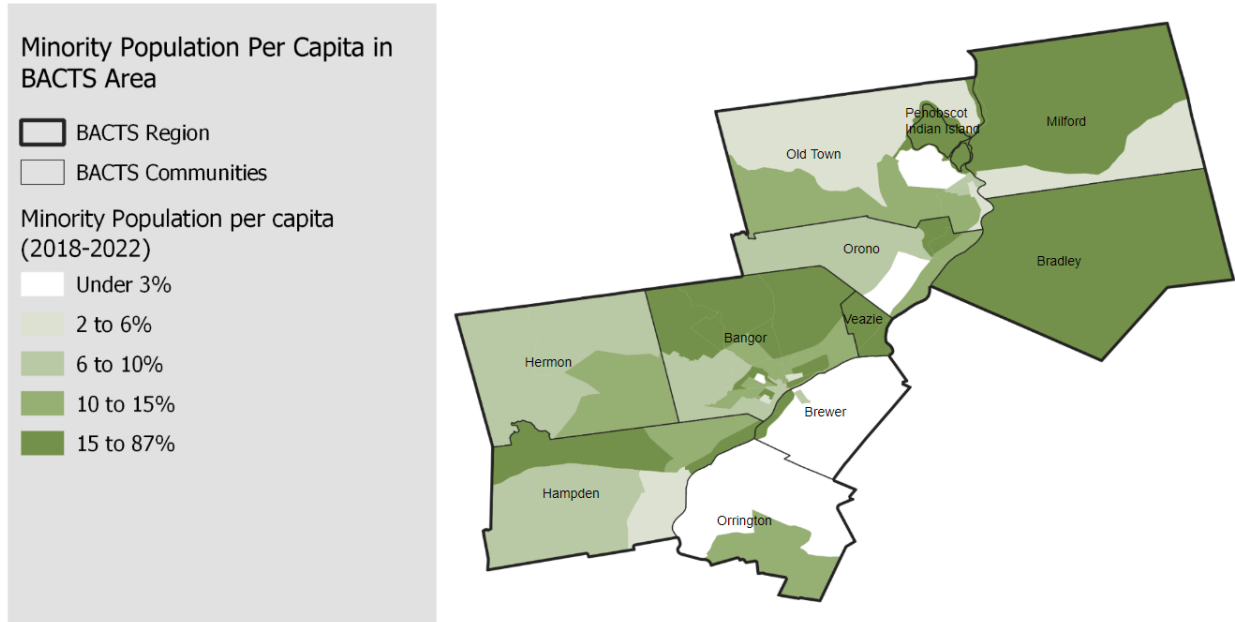 Minority Population Per Capita in
BACTS Area
BACTS Region
BACTS Communities
Minority Population per capita
(2018-2022)
Under 3%
2 to 6%
6 to 10%
10 to 15%
15 to 87%
Penobscot
Indian Island
Milford
Old Town
Orono
Bradley
Veazie
Bangor
Hermon
Brewer
Hampden
Orrington